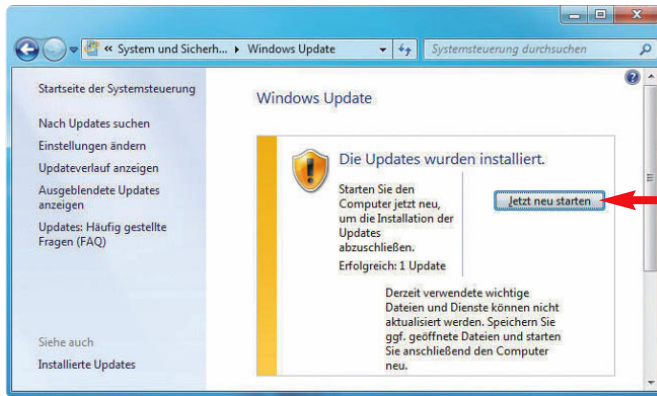 « System und Sicherh... ▸ Windows Update
Systemsteuerung durchsuchen
Startseite der Systemsteuerung
Nach Updates suchen
Einstellungen ändern
Updateverlauf anzeigen
Ausgeblendete Updates
anzeigen
Updates: Häufig gestellte
Fragen (FAQ)
Siehe auch
Installierte Updates
Windows Update
Die Updates wurden installiert.
Starten Sie den
Computer jetzt neu,
um die Installation der
Updates
abzuschließen.
Erfolgreich: 1 Update
Jetzt neu starten
Derzeit verwendete wichtige
Dateien und Dienste können nicht
aktualisiert werden. Speichern Sie
ggf. geöffnete Dateien und starten
Sie anschließend den Computer
neu.